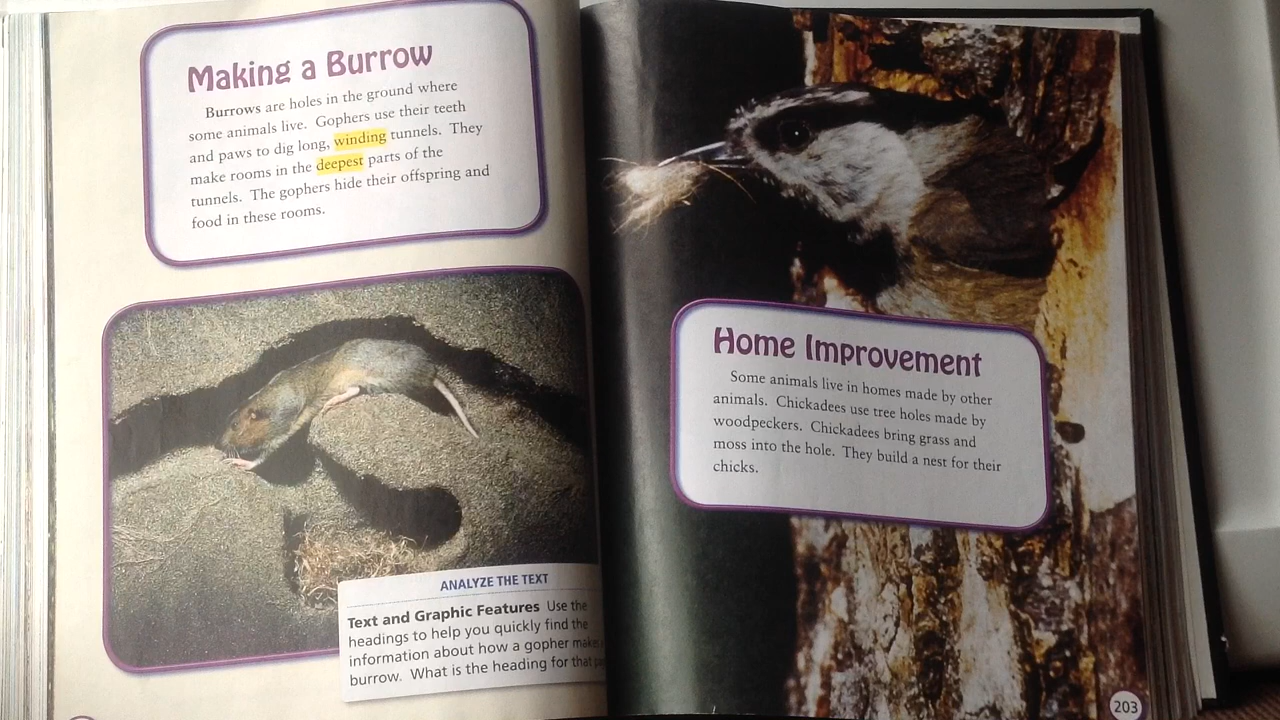 Making a Burrow
Burrows are holes in the ground where
some animals live. Gophers use their teeth
and paws to dig long, winding tunnels. They
make rooms in the deepest parts of the
tunnels. The gophers hide their offspring and
food in these rooms.
ANALYZE THE TEXT
Text and Graphic Features Use the
headings to help you quickly find the
information about how a gopher makes
burrow. What is the heading for that
Home Improvement
Some animals live in homes made by other
animals. Chickadees use tree holes made by
woodpeckers. Chickadees bring grass and
moss into the hole. They build a nest for their
chicks.
203